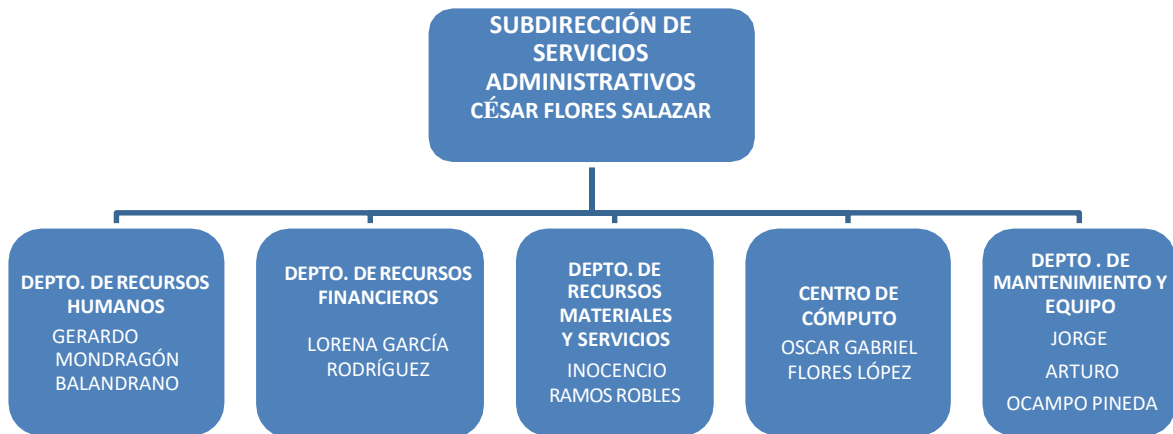 SUBDIRECCIÓN DE
SERVICIOS
ADMINISTRATIVOS
CÉSAR FLORES SALAZAR
DEPTO. DE RECURSOS
HUMANOS
GERARDO
MONDRAGÓN
BALANDRANO
DEPTO. DE RECURSOS
FINANCIEROS
LORENA GARCÍA
RODRÍGUEZ
DEPTO. DE
RECURSOS
MATERIALES
Y SERVICIOS
INOCENCIO
RAMOS ROBLES
CENTRO DE
CÓMPUTO
OSCAR GABRIEL
FLORES LÓPEZ
DEPTO . DE
MANTENIMIENTO Y
EQUIPO
JORGE
ARTURO
OCAMPO PINEDA